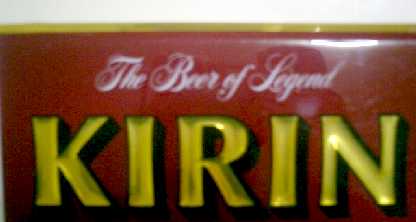 The Beer of Legend
KIRIN